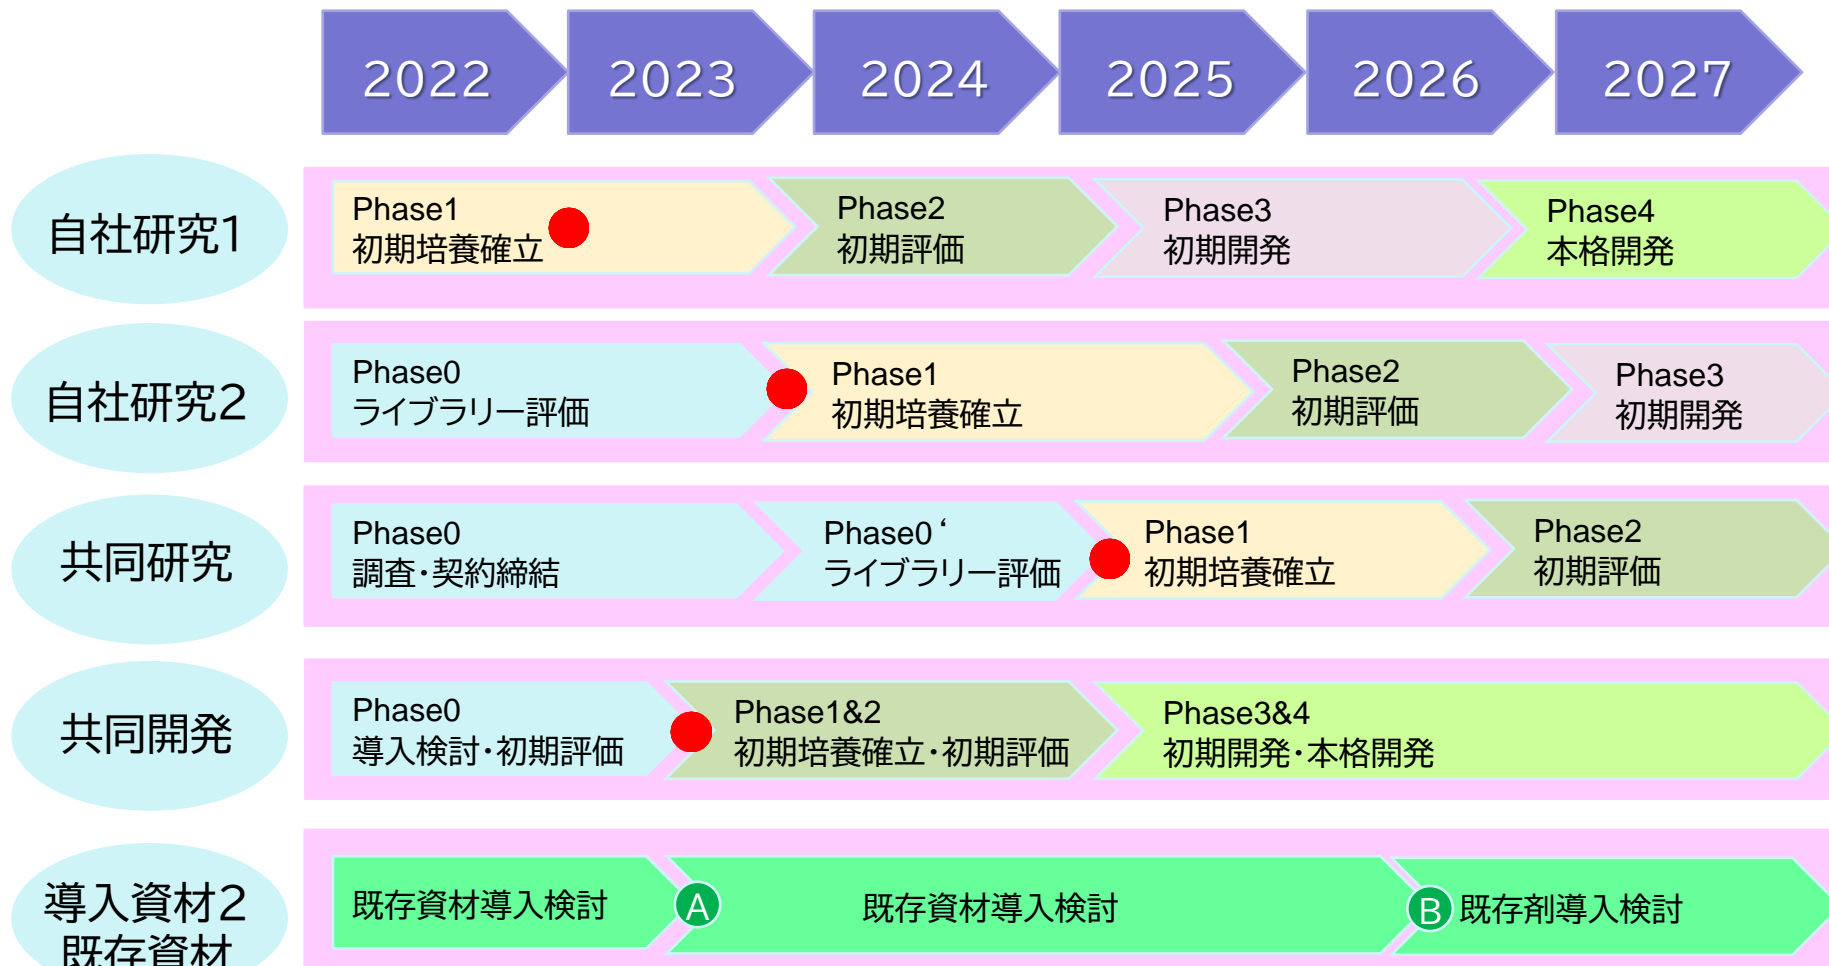 2022
2023
2024
2025
2026
2027
自社研究1
Phase1
初期培養確立
Phase2
初期評価
Phase3
初期開発
Phase4
本格開発
自社研究2
Phase0
ライブラリー評価
Phase1
初期培養確立
Phase2
初期評価
Phase3
初期開発
共同研究
Phase0
調査・契約締結
Phase0‘
ライブラリー評価
Phase1
初期培養確立
Phase2
初期評価
共同開発
Phase0
導入検討・初期評価
Phase1&2
初期培養確立・初期評価
Phase3&4
初期開発・本格開発
導入資材2
既存資材
既存資材導入検討
A
既存資材導入検討
B
既存剤導入検討